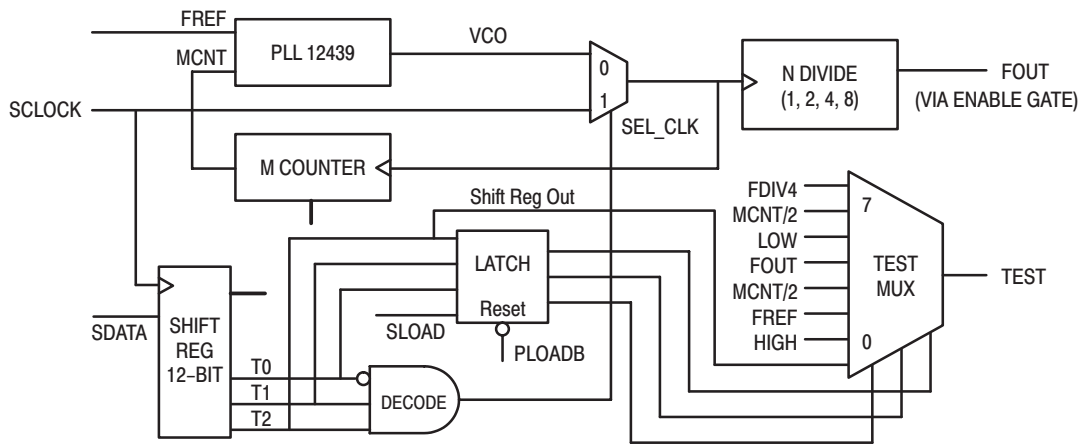 FREF
MCNT
SCLOCK
PLL 12439
VCO
0
1
SEL_CLK
N DIVIDE
(1, 2, 4, 8)
FOUT
(VIA ENABLE GATE)
M COUNTER
Shift Reg Out
LATCH
Reset
SLOAD
PLOADB
SDATA
SHIFT
REG
12–BIT
T0
T1
T2
DECODE
FDIV4
MCNT/2
LOW
FOUT
MCNT/2
FREF
HIGH
7
TEST
MUX
0
TEST